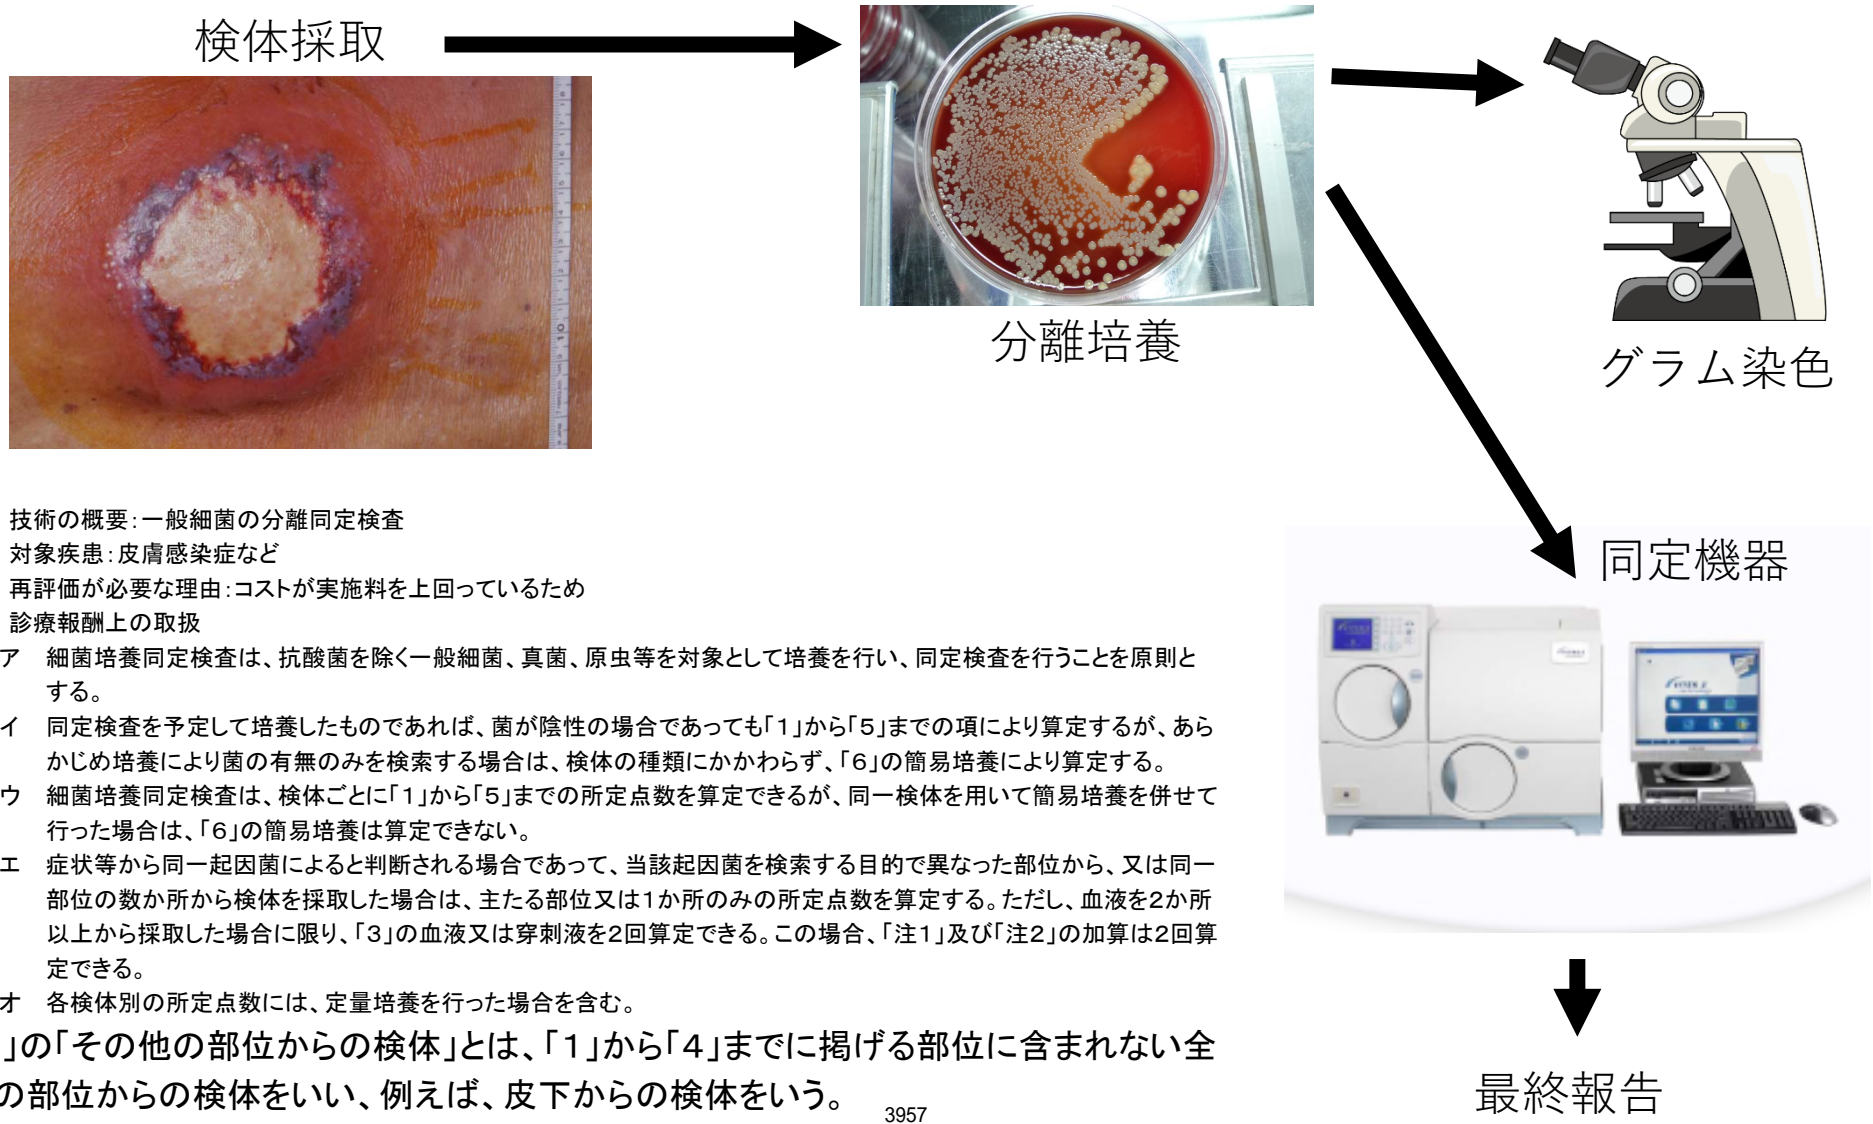 検体採取
分離培養
グラム染色
同定機器
技術の概要：一般細菌の分離同定検査
対象疾患：皮膚感染症など
再評価が必要な理由：コストが実施料を上回っているため
診療報酬上の取扱
ア　細菌培養同定検査は、抗酸菌を除く一般細菌、真菌、原虫等を対象として培養を行い、同定検査を行うことを原則と
する。
イ　同定検査を予定して培養したものであれば、菌が陰性の場合であっても「１」から「５」までの項により算定するが、あら
かじめ培養により菌の有無のみを検索する場合は、検体の種類にかかわらず、「６」の簡易培養により算定する。
ウ　細菌培養同定検査は、検体ごとに「１」から「５」までの所定点数を算定できるが、同一検体を用いて簡易培養を併せて
行った場合は、「６」の簡易培養は算定できない。
エ　症状等から同一起因菌によると判断される場合であって、当該起因菌を検索する目的で異なった部位から、又は同一
部位の数か所から検体を採取した場合は、主たる部位又は１か所のみの所定点数を算定する。ただし、血液を２か所
以上から採取した場合に限り、「３」の血液又は穿刺液を２回算定できる。この場合、「注１」及び「注２」の加算は２回算
定できる。
オ　各検体別の所定点数には、定量培養を行った場合を含む。
」の「その他の部位からの検体」とは、「１」から「４」までに掲げる部位に含まれない全
の部位からの検体をいい、例えば、皮下からの検体をいう。
最終報告
3957